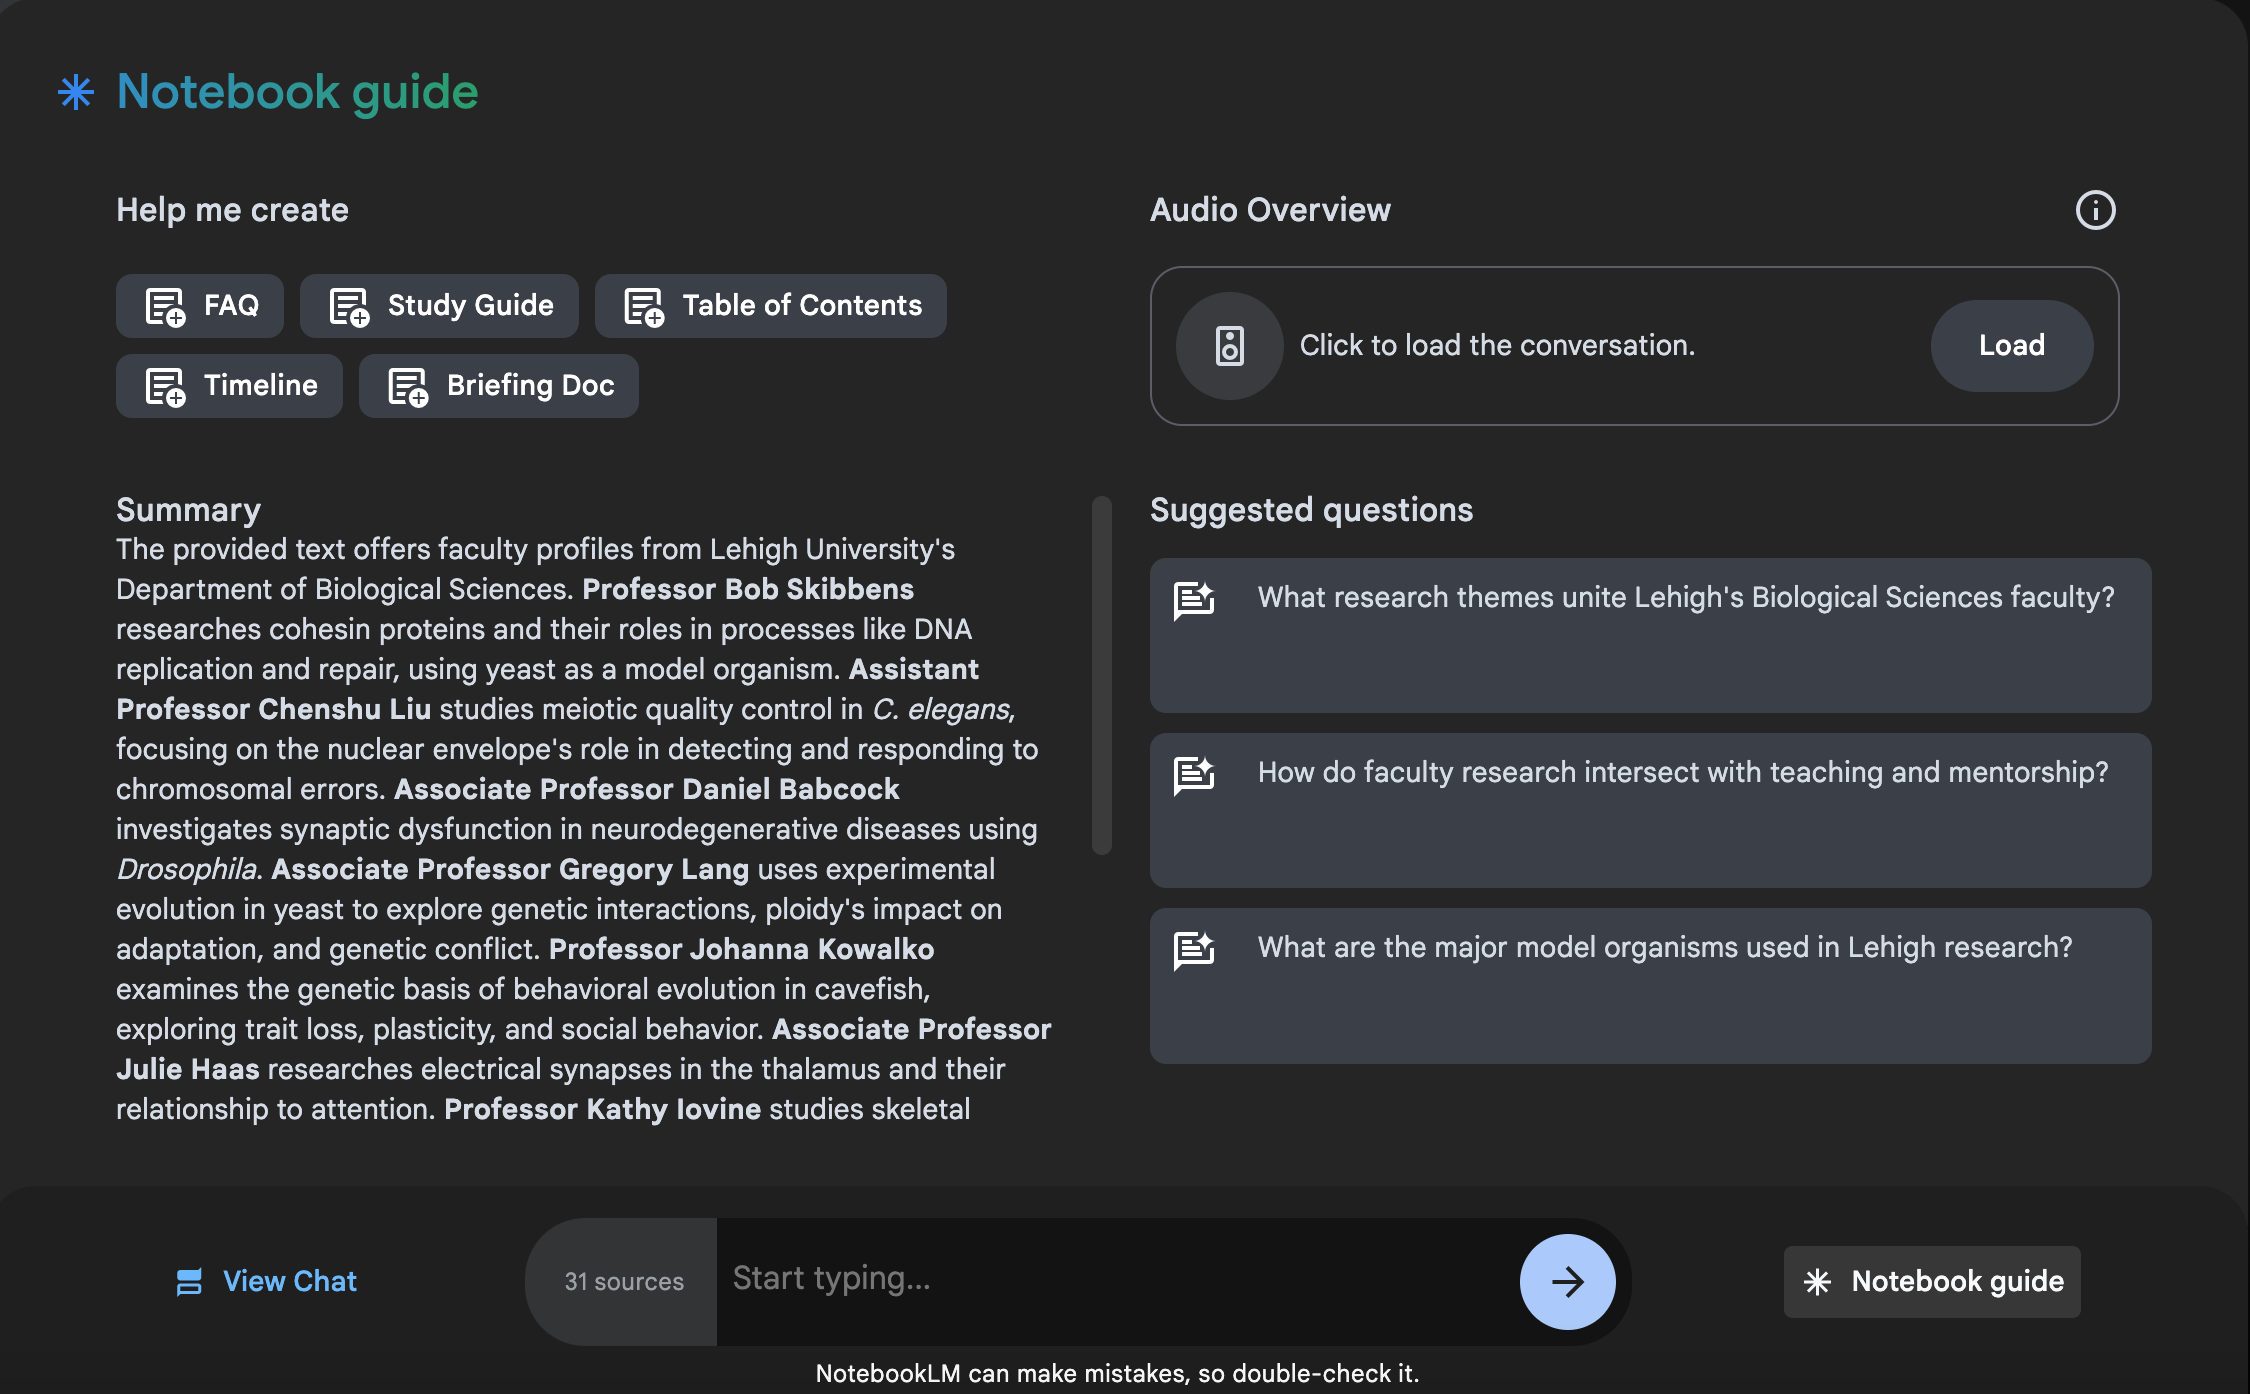 Notebook guide
Help me create
FAQ
Study Guide
Table of Contents
Timeline
Briefing Doc
Summary
The provided text offers faculty profiles from Lehigh University's
Department of Biological Sciences. Professor Bob Skibbens
researches cohesin proteins and their roles in processes like DNA
replication and repair, using yeast as a model organism. Assistant
Professor Chenshu Liu studies meiotic quality control in C. elegans,
focusing on the nuclear envelope's role in detecting and responding to
chromosomal errors. Associate Professor Daniel Babcock
investigates synaptic dysfunction in neurodegenerative diseases using
Drosophila. Associate Professor Gregory Lang uses experimental
evolution in yeast to explore genetic interactions, ploidy's impact on
adaptation, and genetic conflict. Professor Johanna Kowalko
examines the genetic basis of behavioral evolution in cavefish,
exploring trait loss, plasticity, and social behavior. Associate Professor
Julie Haas researches electrical synapses in the thalamus and their
relationship to attention. Professor Kathy Iovine studies skeletal
Audio Overview
Click to load the conversation.
Load
Suggested questions
What research themes unite Lehigh's Biological Sciences faculty?
How do faculty research intersect with teaching and mentorship?
What are the major model organisms used in Lehigh research?
View Chat
31 sources
Start typing...
Notebook guide
NotebookLM can make mistakes, so double-check it.